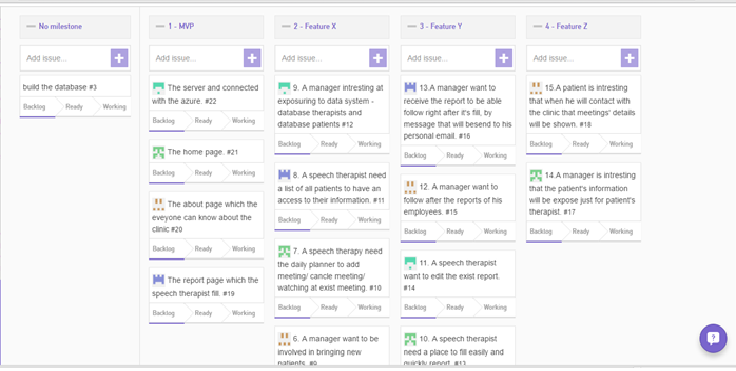 No milestone
Add issue...
build the database #3
Backlog Ready Working
1 - MVP
Add issue...
The server and connected
with the azure. #22
Backlog Ready Working
The home page. #21
Backlog Ready Working
The about page which the
eveyone can know about the
clinic #20
Backlog Ready Working
The report page which the
speech therapist fill. #19
Backlog Ready Working
2 - Feature X
Add issue...
9. A manager intresting at
exposuring to data system -
database therapists and
database patients #12
Backlog Ready Working
8. A speech therapist need
a list of all patients to have an
access to their information. #11
Backlog Ready Working
7. A speech therapy need
the daily planner to add
meeting/ cancle meeting/
watching at exist meeting. #10
Backlog Ready Working
6. A manager want to be
involved in bringing new
patients. #9
3 - Feature Y
Add issue...
13.A manager want to
receive the report to be able
follow right after it's fill, by
message that will besend to his
personal email. #16
Backlog Ready Working
12. A manager want to
follow after the reports of his
employees. #15
Backlog Ready Working
11. A speech therapist
want to edit the exist report.
#14
Backlog Ready Working
10. A speech therapist
need a place to fill easily and
quickly report. #13
4 - Feature Z
Add issue...
15.A patient is intresting
that when he will contact with
the clinic that meetings" details
will be shown. #18
Backlog Ready Working
14.A manager is intresting
that the patient's information
will be expose just for patient's
therapist. #17
Backlog Ready Working